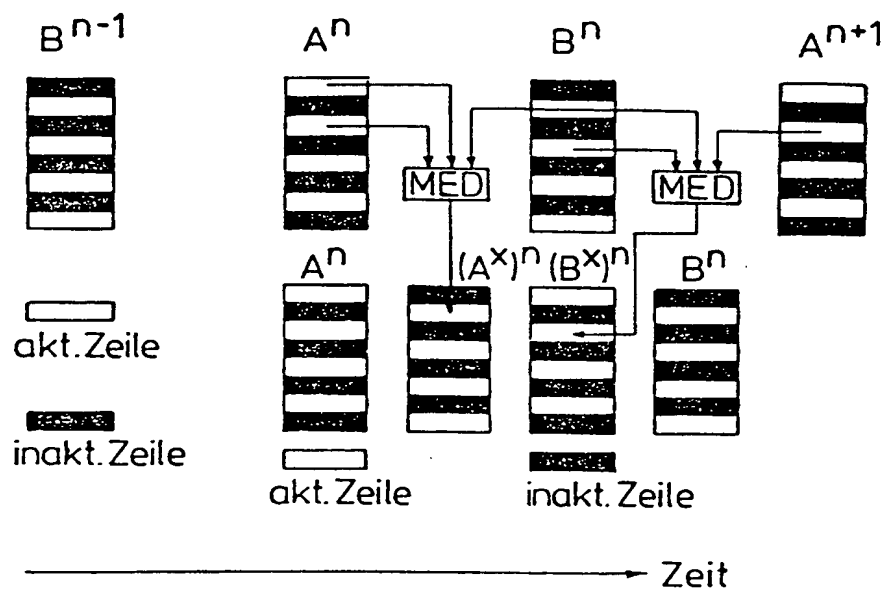 B^n-1 A^n B^n A^n+1
MED MED
A^n (A^x)^n (B^x)^n B^n
akt. Zeile
inakt. Zeile
akt. Zeile inakt. Zeile
Zeit